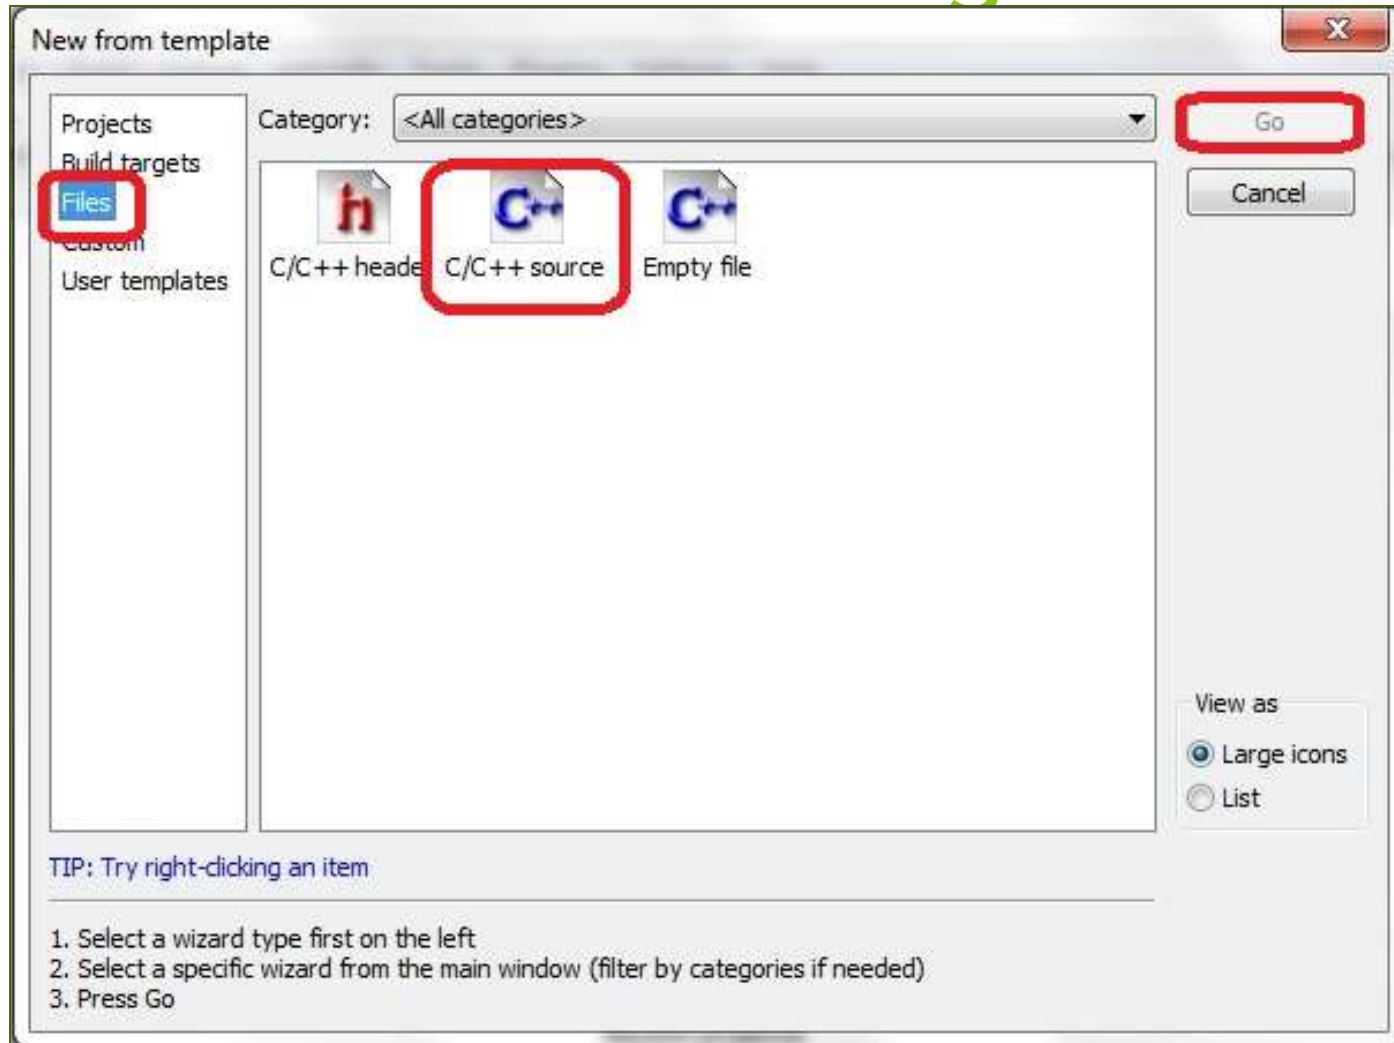 New from template
Projects
Build targets
Files
Custom
User templates
Category: <All categories>
C/C++ heade
C/C++ source
Empty file
Go
Cancel
View as
Large icons
List
TIP: Try right-clicking an item
1. Select a wizard type first on the left
2. Select a specific wizard from the main window (filter by categories if needed)
3. Press Go